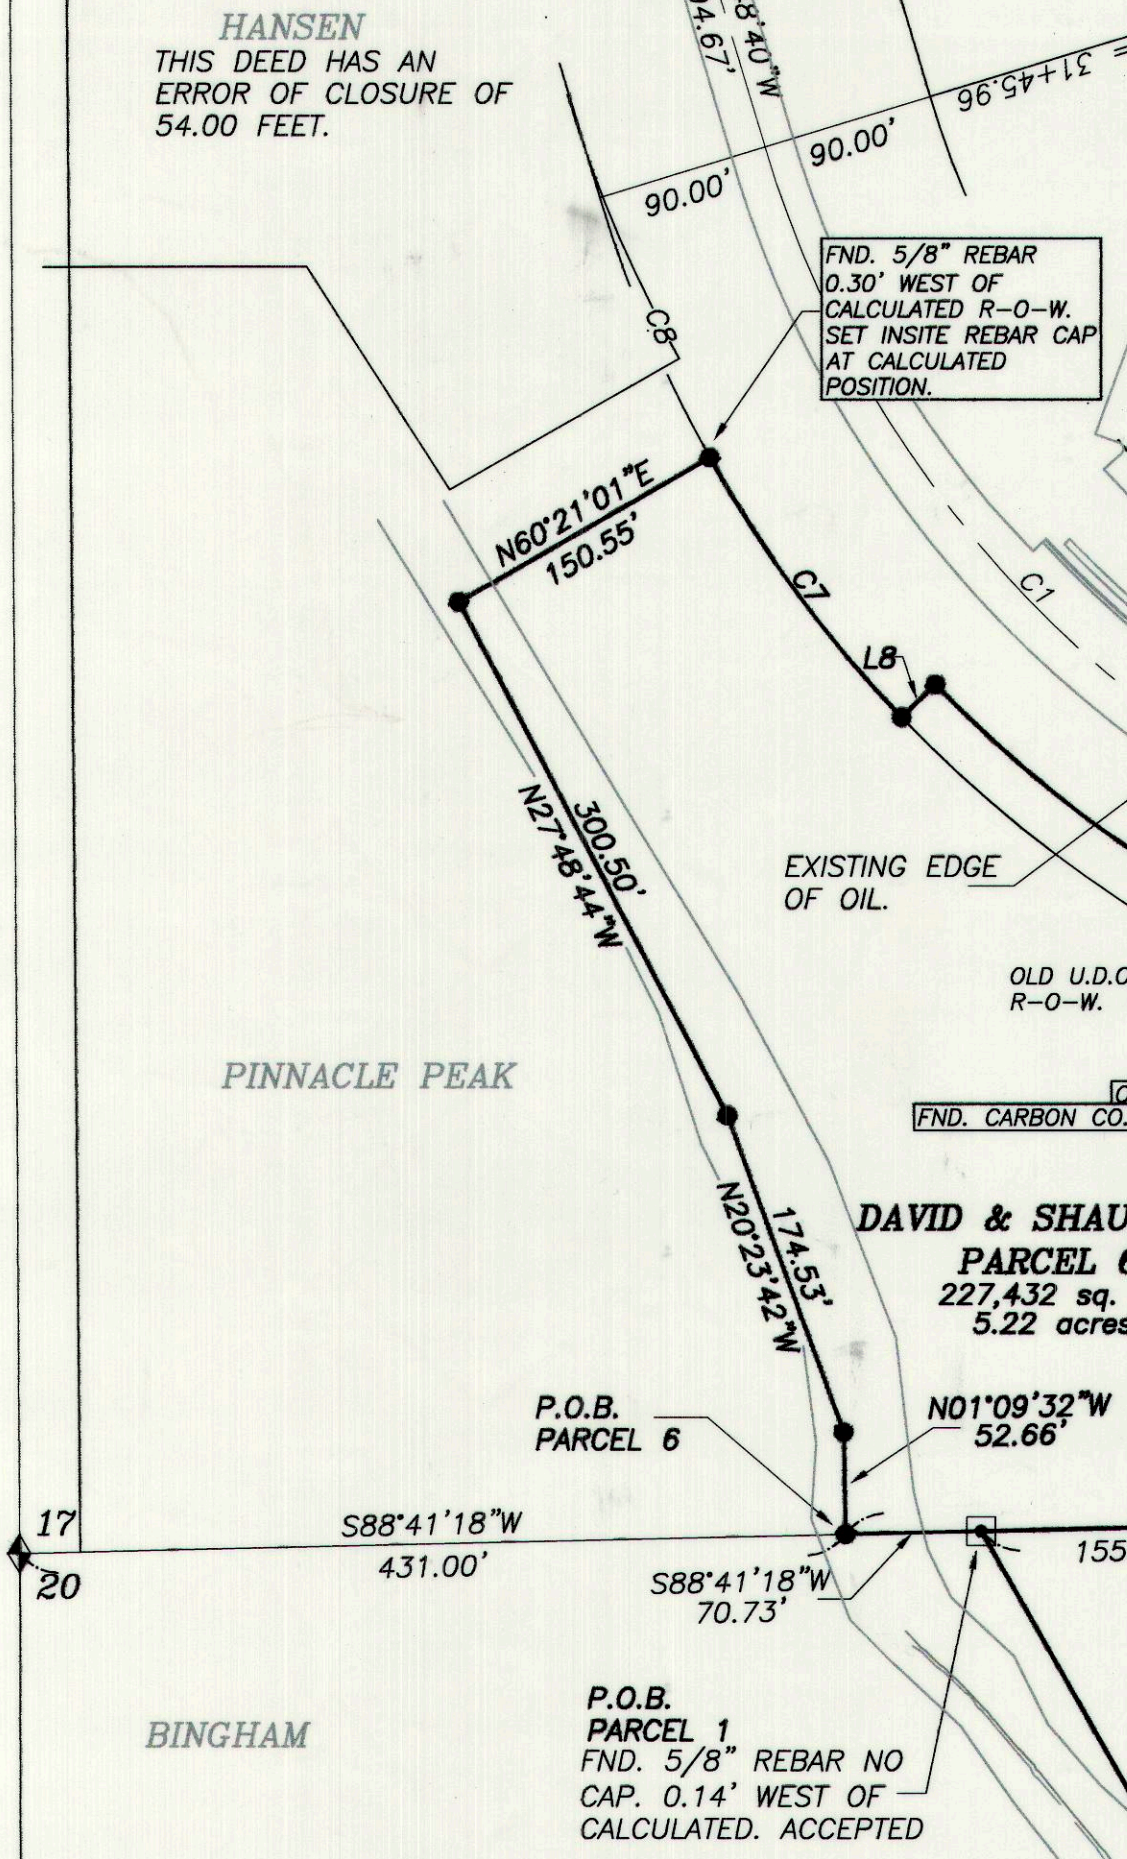 HANSEN
THIS DEED HAS AN
ERROR OF CLOSURE OF
54.00 FEET.
8'40"W
94.67'
31+45.96
=
90.00'
90.00'
FND. 5/8" REBAR
0.30' WEST OF
CALCULATED R-O-W.
SET INSITE REBAR CAP
AT CALCULATED
POSITION.
C8
N60°21'01"E
150.55'
C7
C1
L8
300.50'
N27°48'44"W
EXISTING EDGE
OF OIL.
OLD U.D.O
R-O-W.
PINNACLE PEAK
FND. CARBON CO.
174.53'
N20°23'42"W
DAVID & SHAU
PARCEL 6
227,432 sq.
5.22 acres
P.O.B.
PARCEL 6
N01°09'32"W
52.66'
17
20
S88°41'18"W
431.00'
S88°41'18"W
70.73'
155
BINGHAM
P.O.B.
PARCEL 1
FND. 5/8" REBAR NO
CAP. 0.14' WEST OF
CALCULATED. ACCEPTED